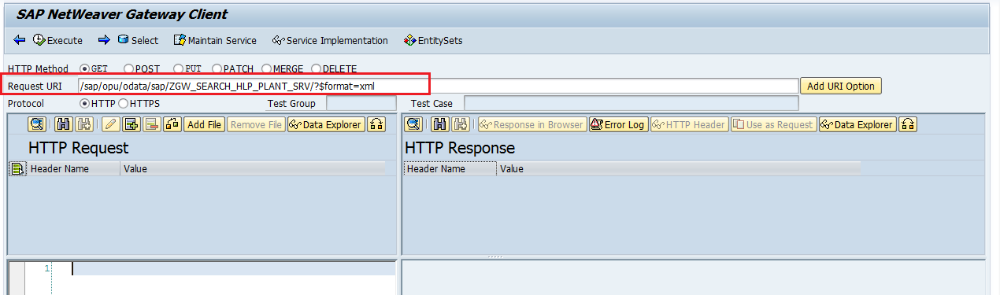 SAP NetWeaver Gateway Client
Execute Select Maintain Service Service Implementation EntitySets
HTTP Method GET POST PUT PATCH MERGE DELETE
Request URI /sap/opu/odata/sap/ZGW_SEARCH_HLP_PLANT_SRV/?$format=xml Add URI Option
Protocol HTTP HTTPS Test Group Test Case
Add File Remove File Data Explorer Response in Browser Error Log HTTP Header Use as Request Data Explorer
HTTP Request HTTP Response
Header Name Value Header Name Value
1